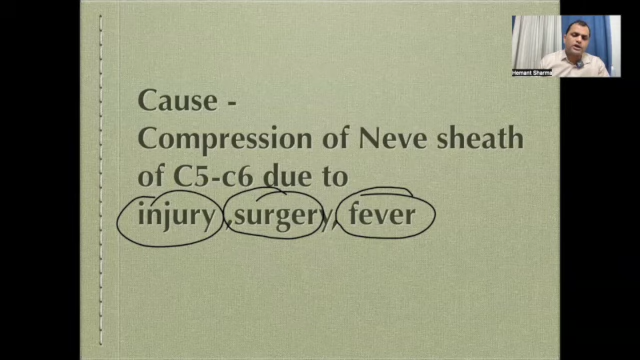 Hemant Sharma
Cause -
Compression of Neve sheath
of C5-c6 due to
injury ,surgery, fever